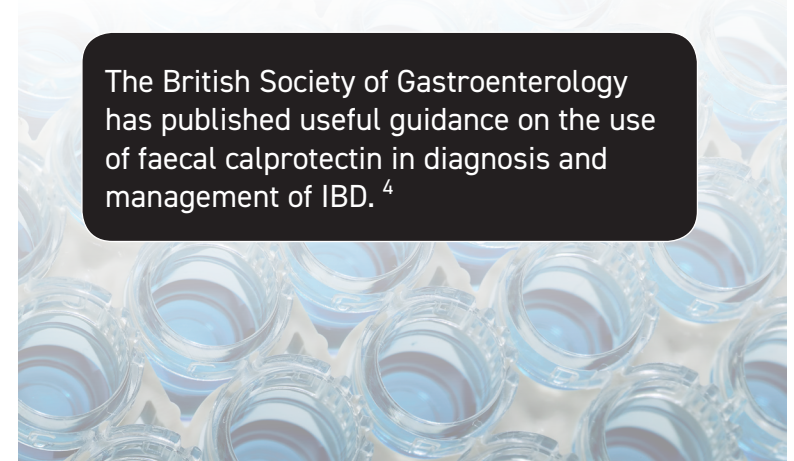 The British Society of Gastroenterology
has published useful guidance on the use
of faecal calprotectin in diagnosis and
management of IBD. 4